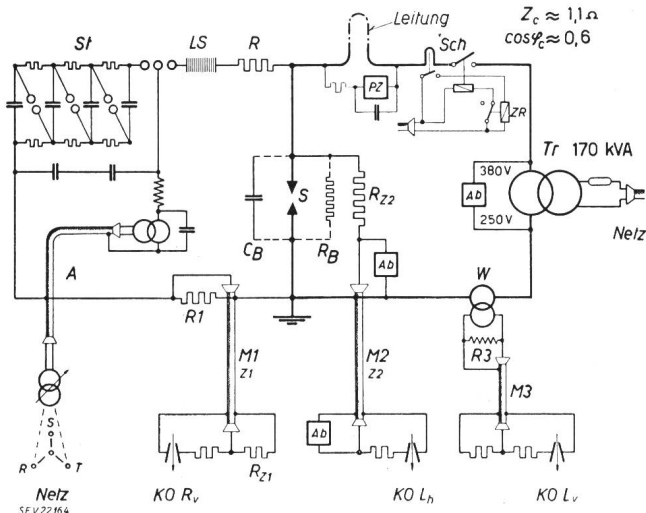 Leitung
Z_c ≈ 1,1 Ω
cosφ_c ≈ 0,6
St
LS
R
Sch
PZ
ZR
Tr 170 kVA
380 V
Ab
250 V
Netz
S
R_Z2
C_B
R_B
Ab
A
W
R1
M1
Z1
M2
Z2
R3
M3
S
R
T
Ab
R_Z1
Netz
KO R_v
KO L_h
KO L_v
SEV 22164